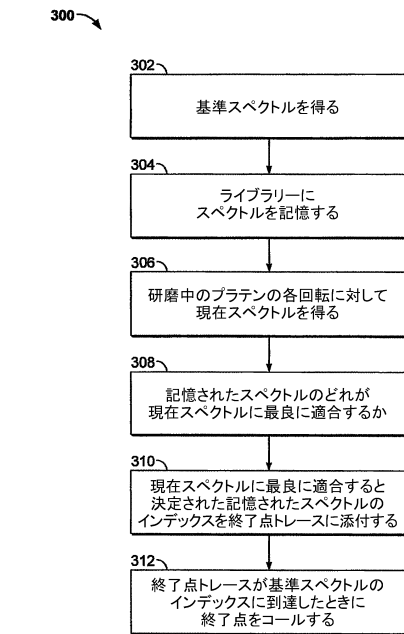 300
302
基準スペクトルを得る
304
ライブラリーに
スペクトルを記憶する
306
研磨中のプラテンの各回転に対して
現在スペクトルを得る
308
記憶されたスペクトルのどれが
現在スペクトルに最良に適合するか
310
現在スペクトルに最良に適合すると
決定された記憶されたスペクトルの
インデックスを終了点トレースに添付する
312
終了点トレースが基準スペクトルの
インデックスに到達したときに
終了点をコールする